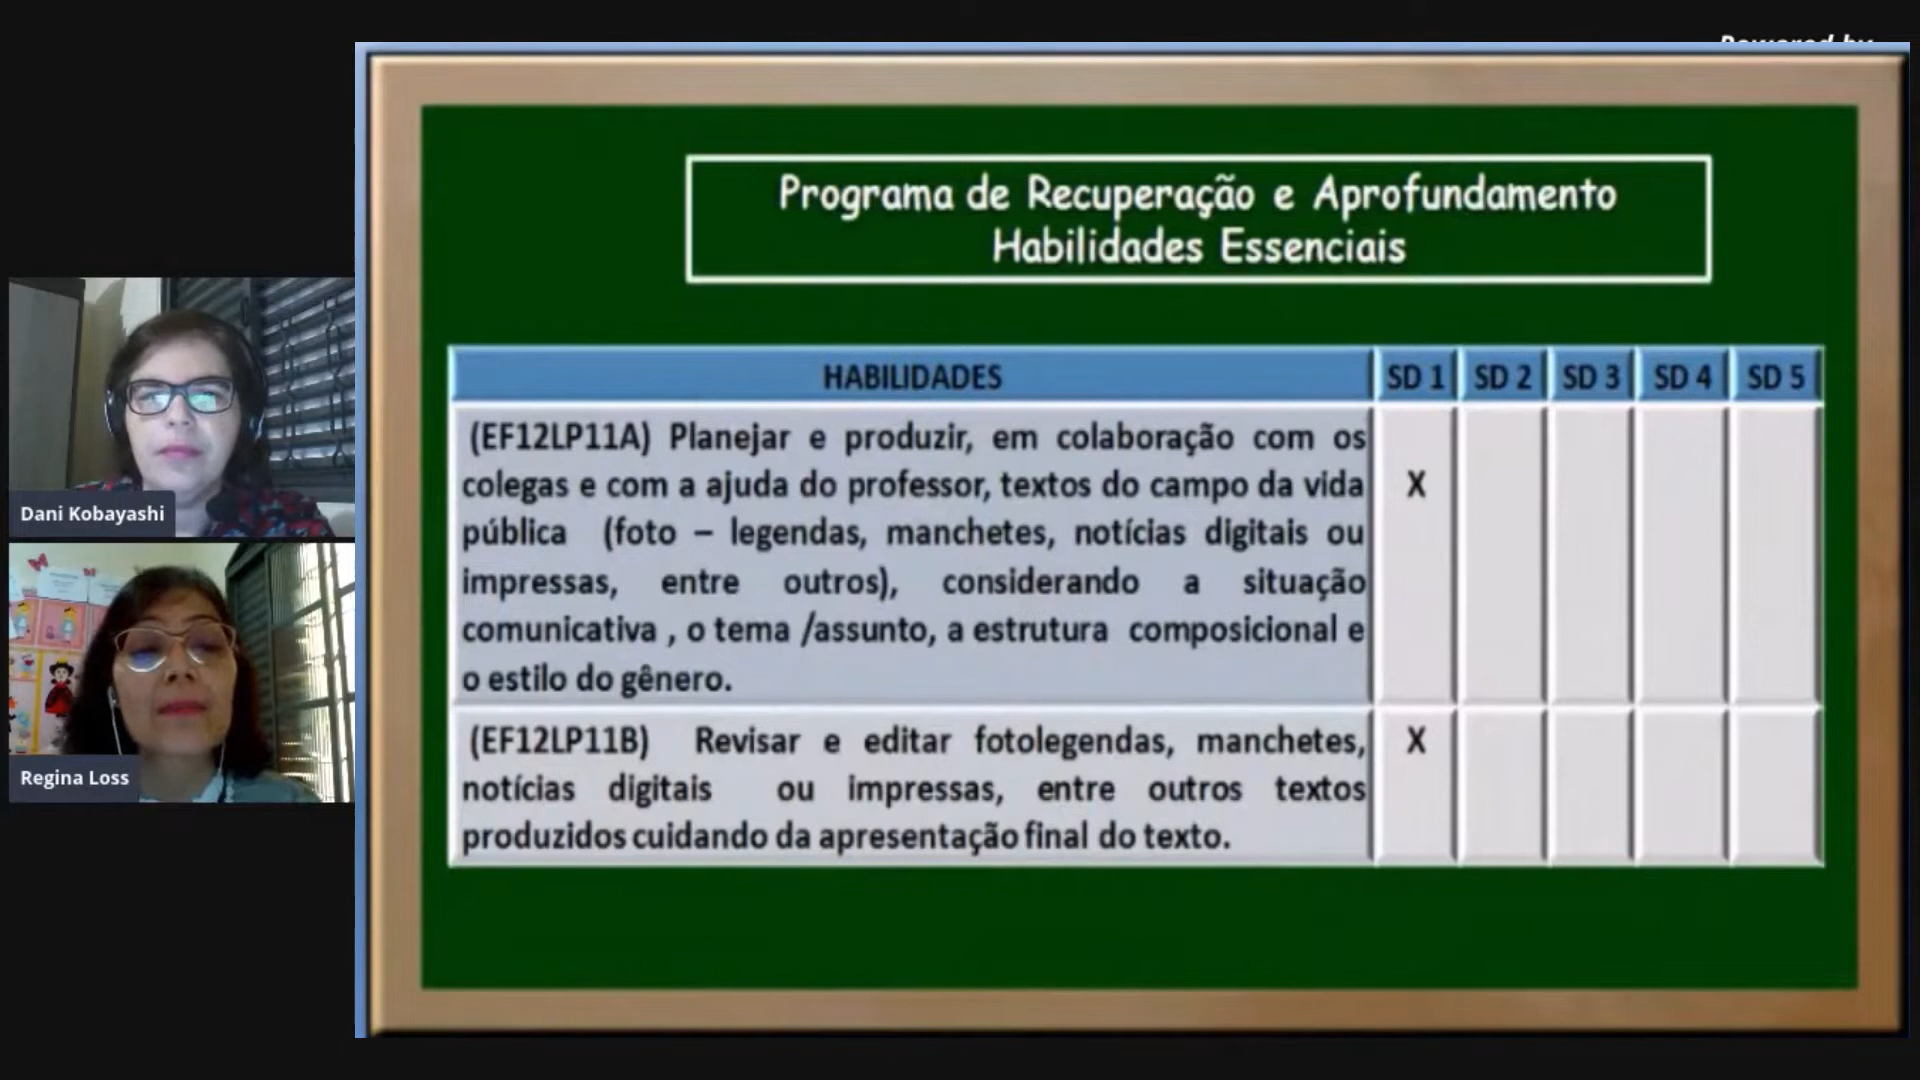 Powered by
Programa de Recuperação e Aprofundamento
Habilidades Essenciais
HABILIDADES SD 1 SD 2 SD 3 SD 4 SD 5
(EF12LP11A) Planejar e produzir, em colaboração com os
colegas e com a ajuda do professor, textos do campo da vida X
pública (foto – legendas, manchetes, notícias digitais ou
impressas, entre outros), considerando a situação
comunicativa , o tema /assunto, a estrutura composicional e
o estilo do gênero.
(EF12LP11B) Revisar e editar fotolegendas, manchetes, X
notícias digitais ou impressas, entre outros textos
produzidos cuidando da apresentação final do texto.
Dani Kobayashi
Regina Loss